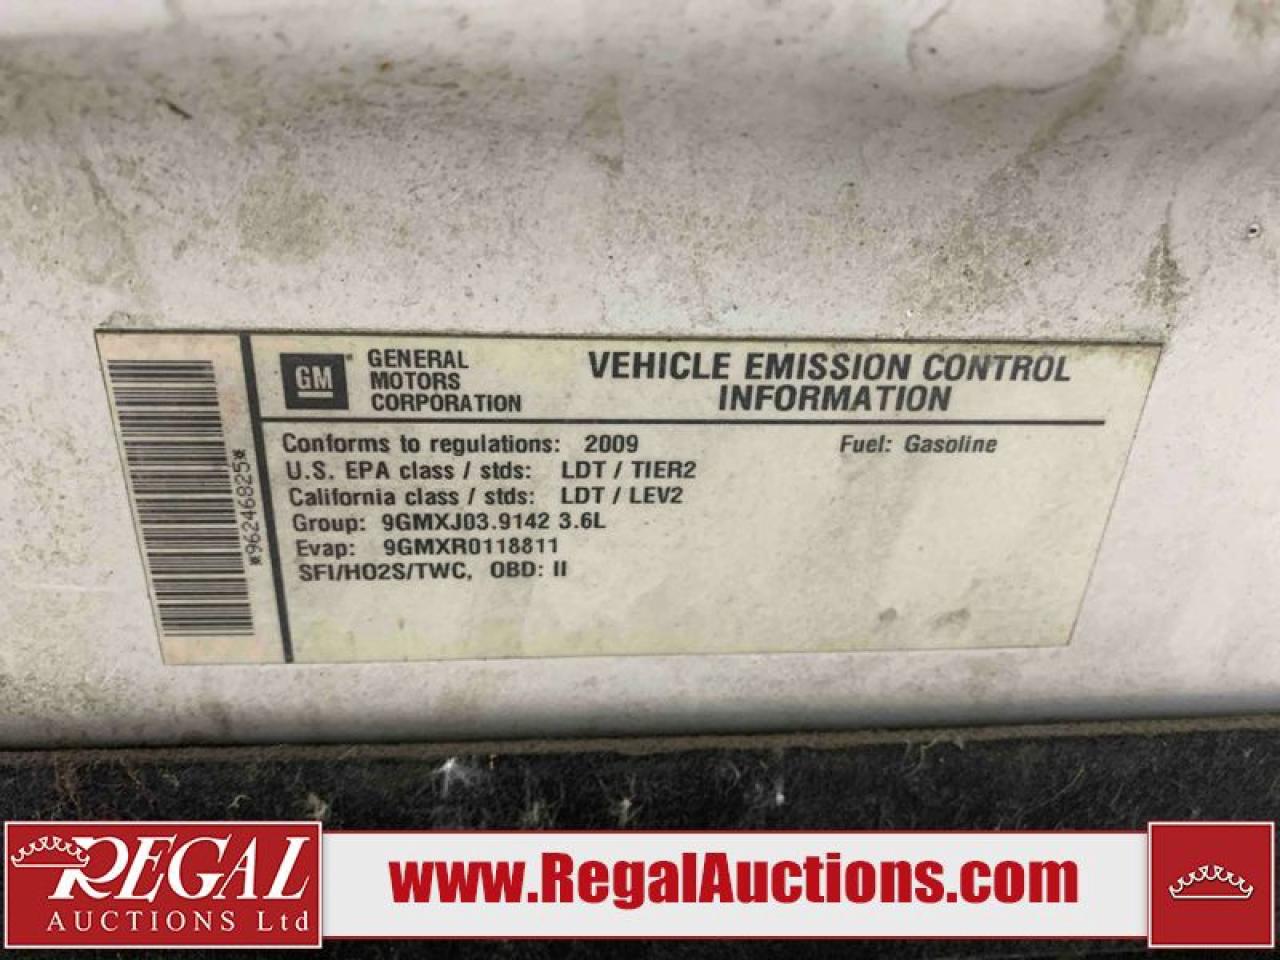 *96246825*
GM
GENERAL
MOTORS
CORPORATION
VEHICLE EMISSION CONTROL
INFORMATION
Conforms to regulations: 2009 Fuel: Gasoline
U.S. EPA class / stds: LDT / TIER2
California class / stds: LDT / LEV2
Group: 9GMXJ03.9142 3.6L
Evap: 9GMXR0118811
SFI/HO2S/TWC, OBD: II
REGAL
AUCTIONS Ltd
www.RegalAuctions.com